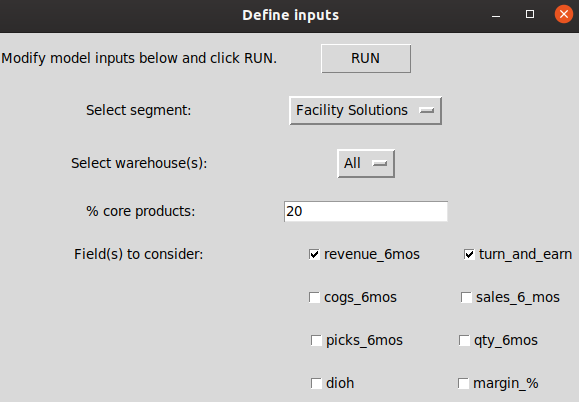 Define inputs
Modify model inputs below and click RUN. RUN
Select segment: Facility Solutions
Select warehouse(s): All
% core products: 20
Field(s) to consider: revenue_6mos turn_and_earn
cogs_6mos sales_6_mos
picks_6mos qty_6mos
dioh margin_%